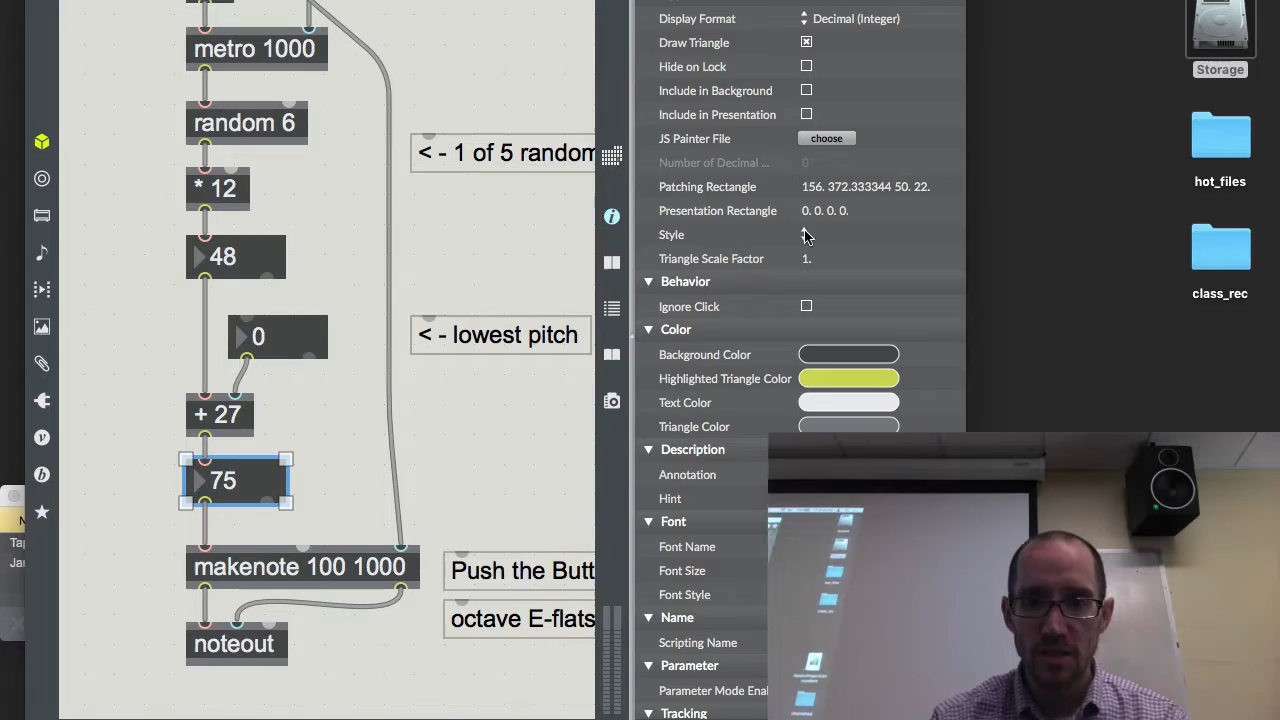 metro 1000
random 6
* 12
48
0
+ 27
75
makenote 100 1000
noteout
< - 1 of 5 random
< - lowest pitch
Push the Butt
octave E-flats
Display Format Decimal (Integer)
Draw Triangle
Hide on Lock
Include in Background
Include in Presentation
JS Painter File choose
Number of Decimal ... 0
Patching Rectangle 156. 372.333344 50. 22.
Presentation Rectangle 0. 0. 0. 0.
Style
Triangle Scale Factor 1.
Behavior
Ignore Click
Color
Background Color
Highlighted Triangle Color
Text Color
Triangle Color
Description
Annotation
Hint
Font
Font Name
Font Size
Font Style
Name
Scripting Name
Parameter
Parameter Mode Ena
Tracking
Storage
hot_files
class_rec